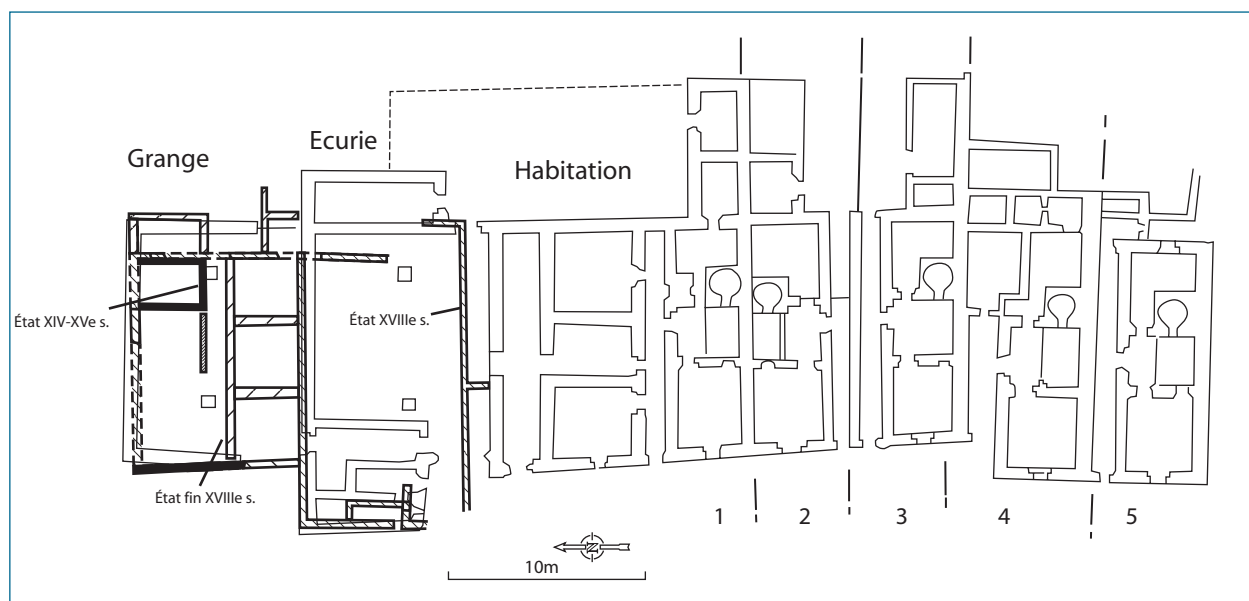 Ecurie
Grange
Habitation
État XIV-XVe s.
État XVIIIe s.
État fin XVIIIe s.
1 2 3 4 5
N
10m